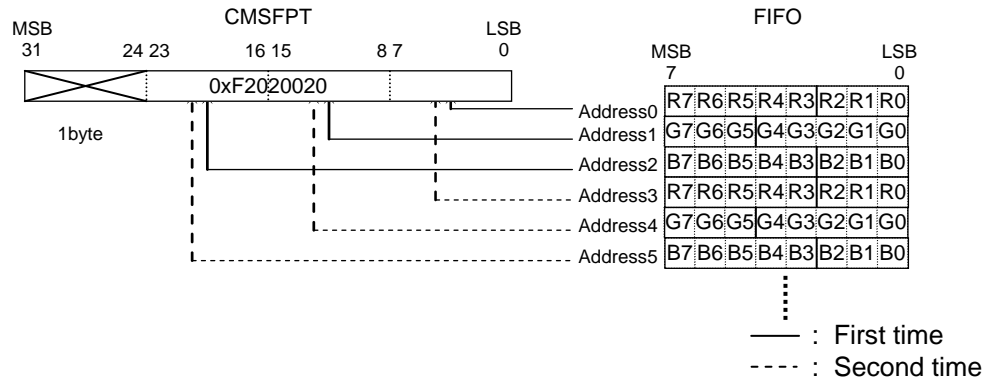 CMSFPT
MSB LSB
31 24 23 16 15 8 7 0
0xF2020020
1byte
FIFO
MSB LSB
7 0
Address0 R7 R6 R5 R4 R3 R2 R1 R0
Address1 G7 G6 G5 G4 G3 G2 G1 G0
Address2 B7 B6 B5 B4 B3 B2 B1 B0
Address3 R7 R6 R5 R4 R3 R2 R1 R0
Address4 G7 G6 G5 G4 G3 G2 G1 G0
Address5 B7 B6 B5 B4 B3 B2 B1 B0
: First time
: Second time